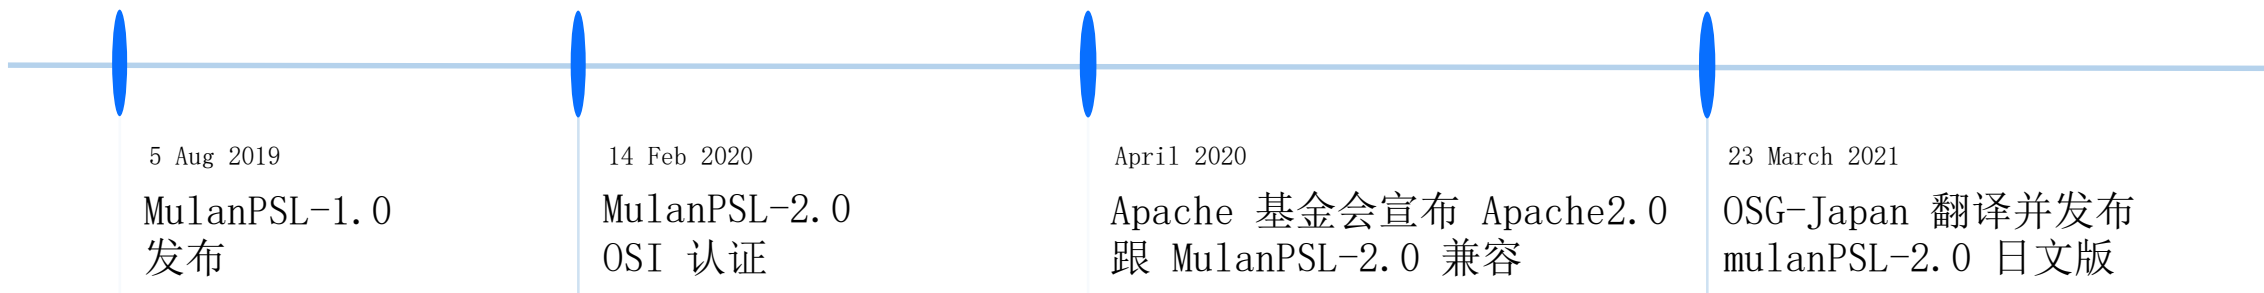 5 Aug 2019
MulanPSL-1.0
发布
14 Feb 2020
MulanPSL-2.0
OSI 认证
April 2020
Apache 基金会宣布 Apache2.0
跟 MulanPSL-2.0 兼容
23 March 2021
OSG-Japan 翻译并发布
mulanPSL-2.0 日文版